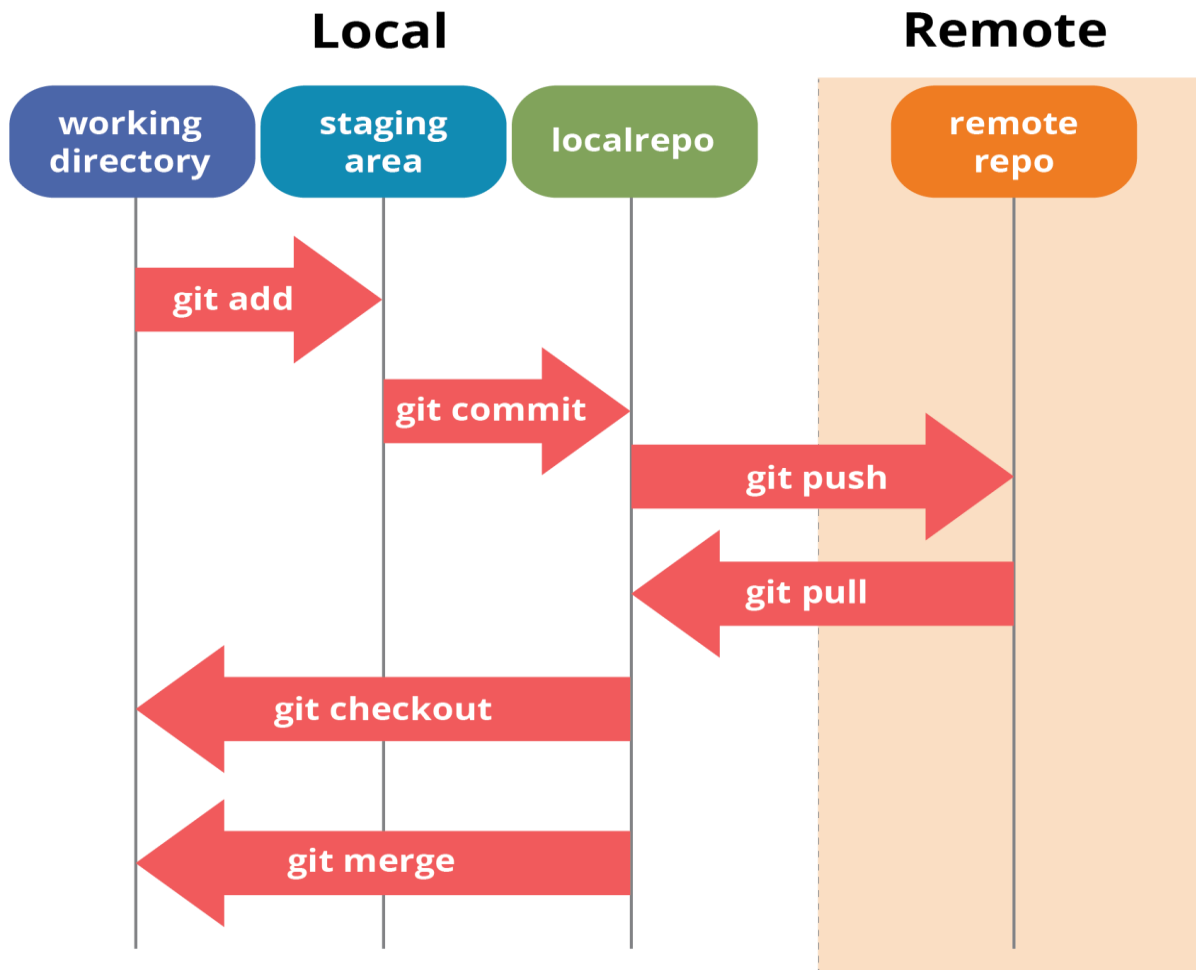 Local
Remote
working
directory
staging
area
localrepo
remote
repo
git add
git commit
git push
git pull
git checkout
git merge